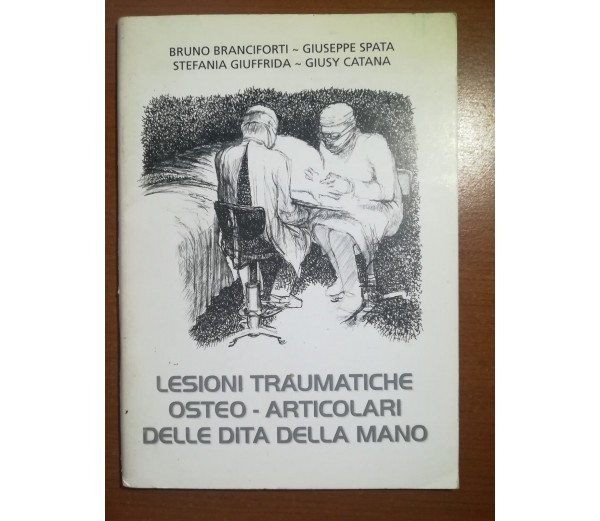 BRUNO BRANCIFORTI ~ GIUSEPPE SPATA
STEFANIA GIUFFRIDA ~ GIUSY CATANA
LESIONI TRAUMATICHE
OSTEO - ARTICOLARI
DELLE DITA DELLA MANO